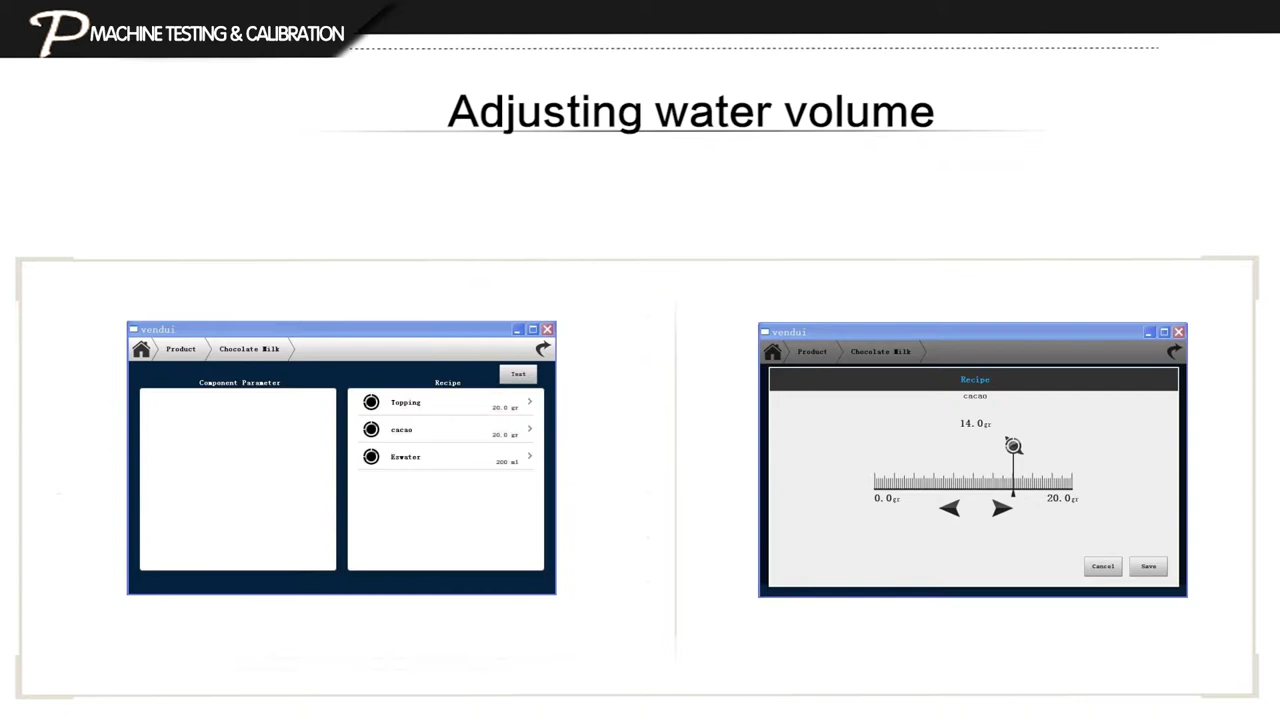 P MACHINE TESTING & CALIBRATION
Adjusting water volume
vendui
Product
Chocolate Milk
Test
Component Parameter
Recipe
Topping
20.0 gr
cacao
20.0 gr
Eswater
200 ml
vendui
Product
Chocolate Milk
Recipe
cacao
14.0gr
0.0gr
20.0gr
Cancel
Save